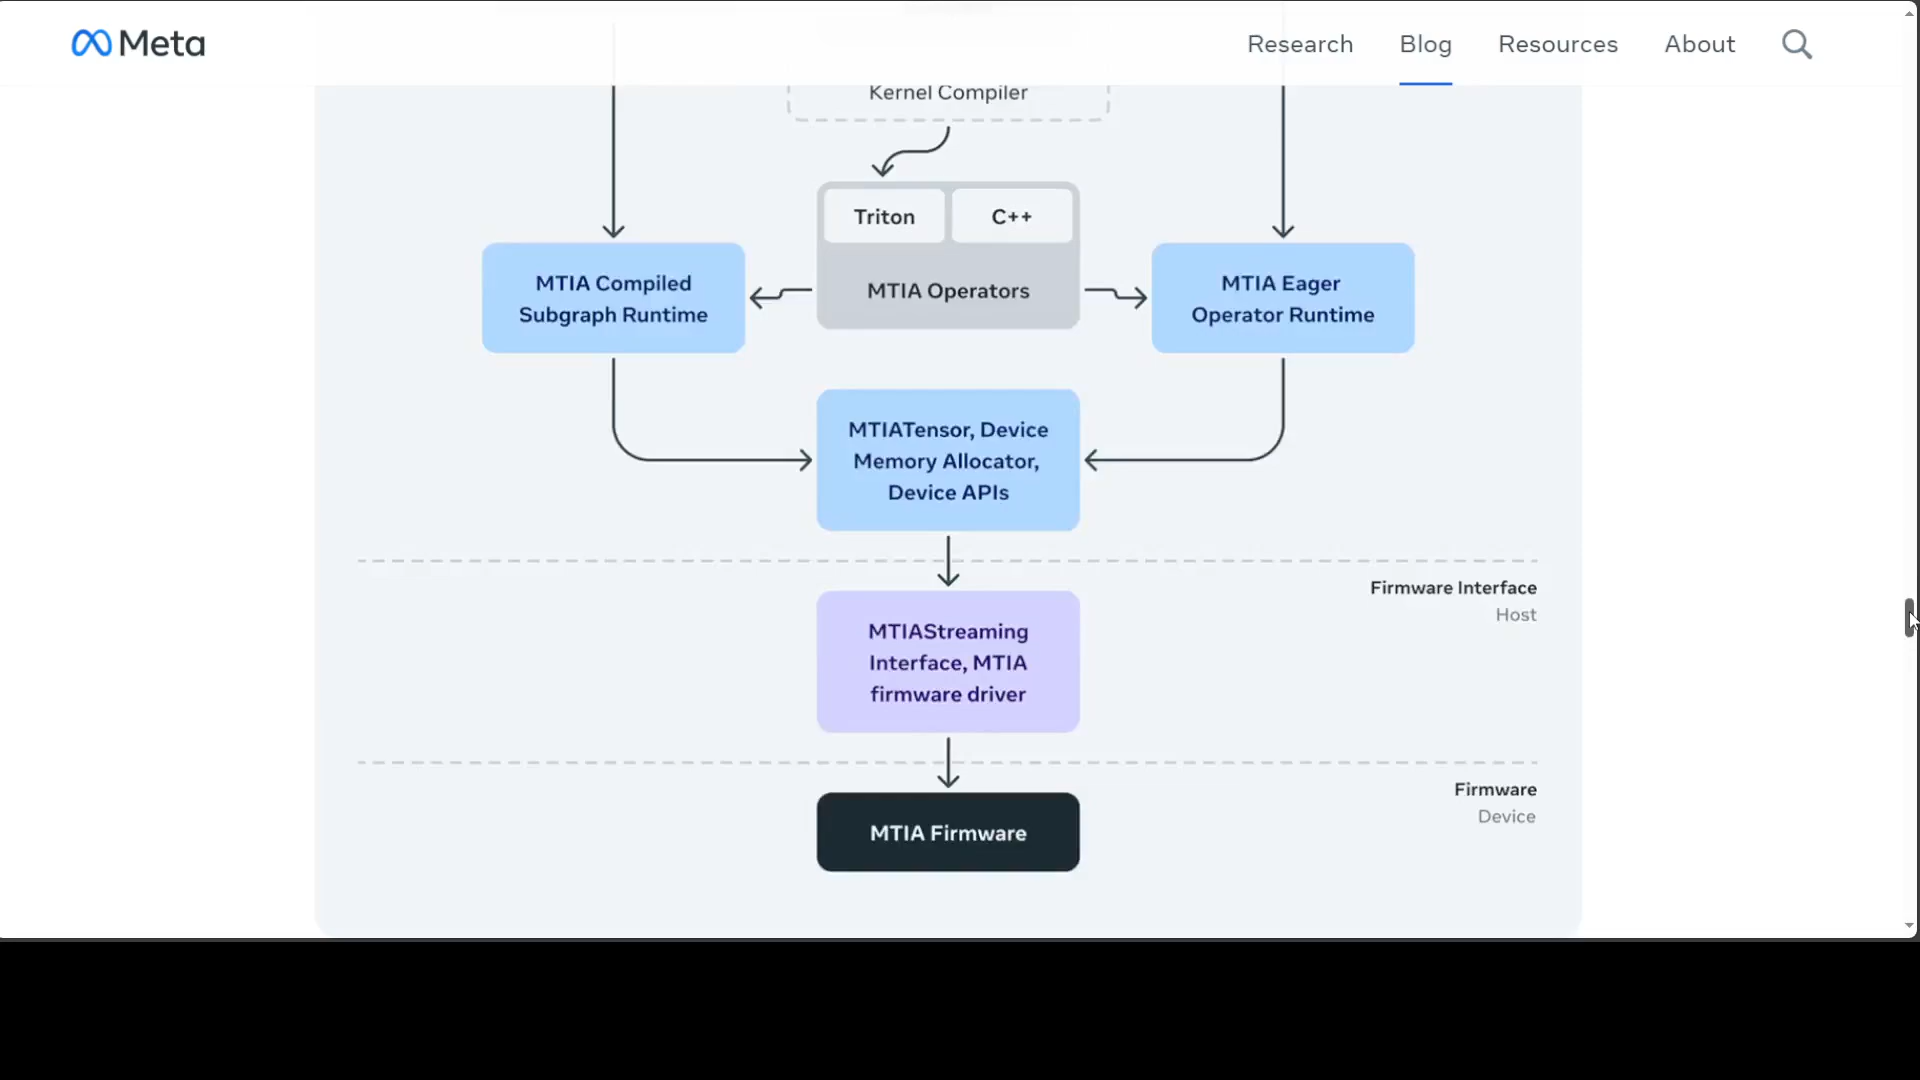 Meta
Research
Blog
Resources
About
Kernel Compiler
Triton
C++
MTIA Operators
MTIA Compiled
Subgraph Runtime
MTIA Eager
Operator Runtime
MTIATensor, Device
Memory Allocator,
Device APIs
Firmware Interface
Host
MTIAStreaming
Interface, MTIA
firmware driver
Firmware
Device
MTIA Firmware